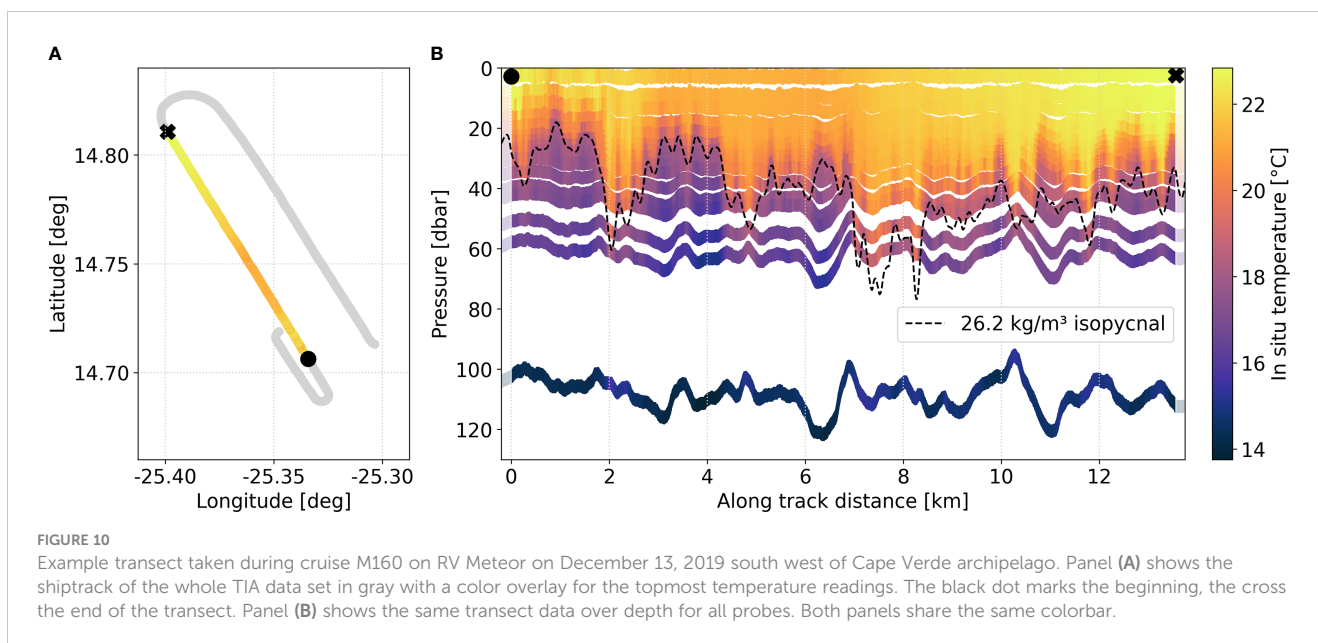 A
B
14.80
14.75
14.70
Latitude [deg]
-25.40
-25.35
-25.30
Longitude [deg]
0
20
40
60
80
100
120
Pressure [dbar]
26.2 kg/m³ isopycnal
0
2
4
6
8
10
12
Along track distance [km]
22
20
18
16
14
In situ temperature [°C]
FIGURE 10
Example transect taken during cruise M160 on RV Meteor on December 13, 2019 south west of Cape Verde archipelago. Panel (A) shows the
shiptrack of the whole TIA data set in gray with a color overlay for the topmost temperature readings. The black dot marks the beginning, the cross
the end of the transect. Panel (B) shows the same transect data over depth for all probes. Both panels share the same colorbar.